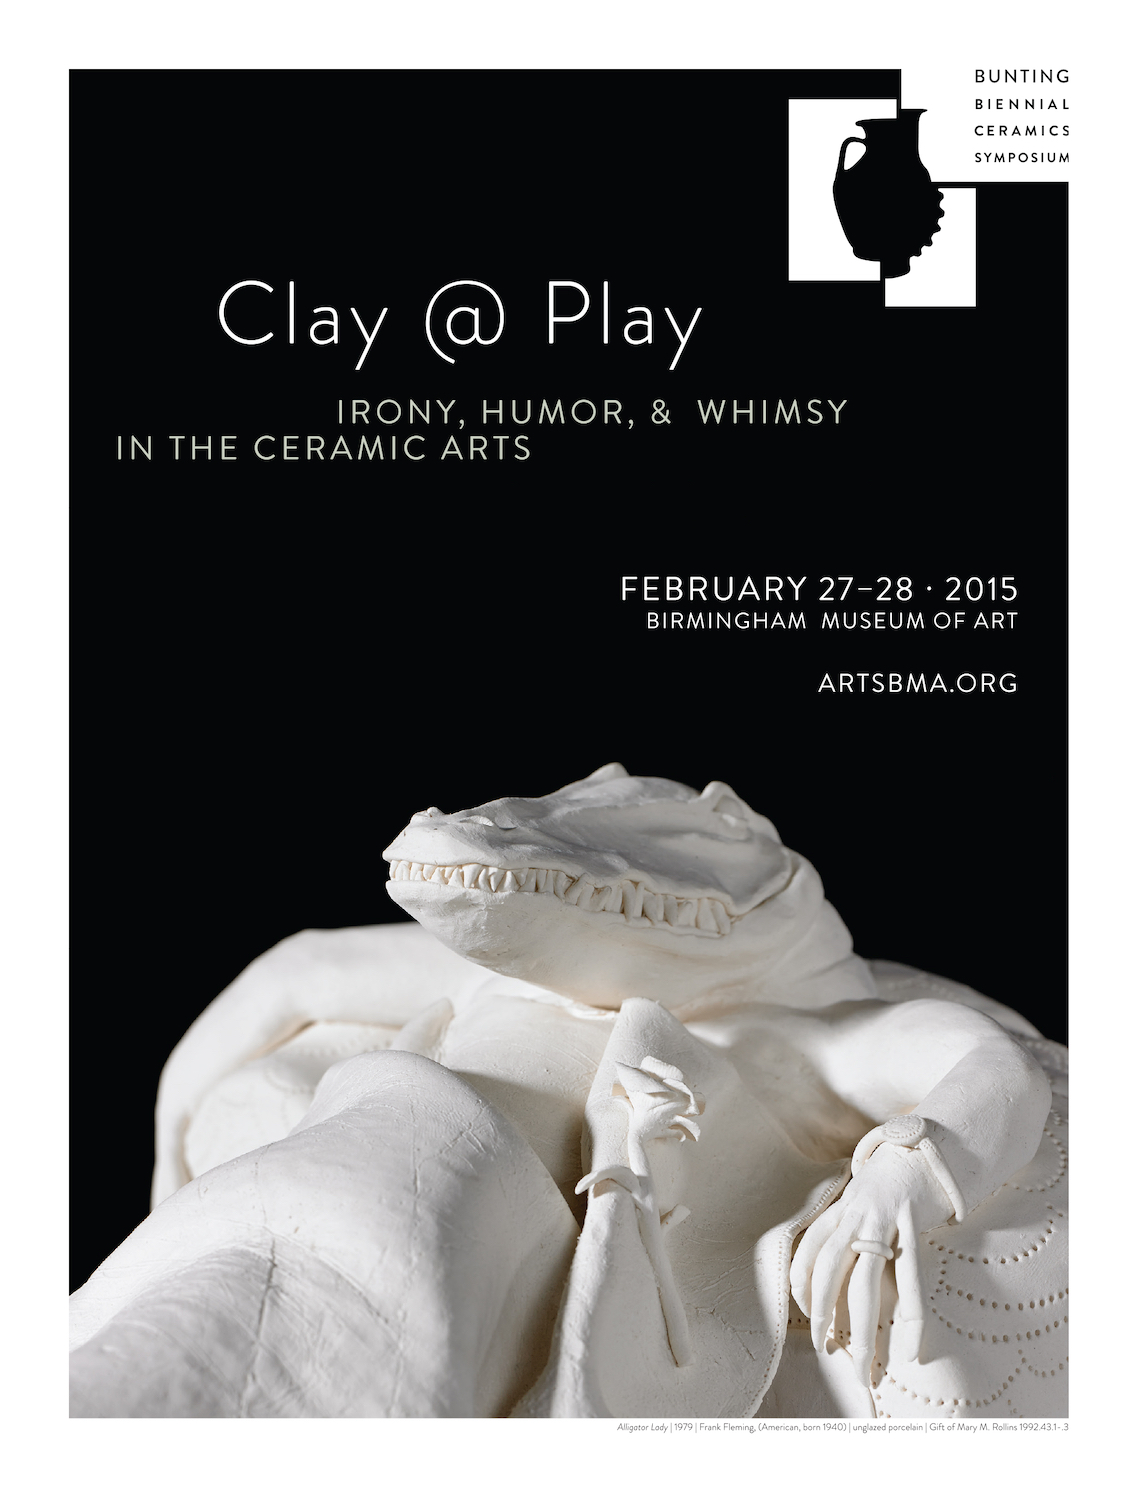 BUNTING
BIENNIAL
CERAMICS
SYMPOSIUM
Clay @ Play
IRONY, HUMOR, & WHIMSY
IN THE CERAMIC ARTS
FEBRUARY 27–28 · 2015
BIRMINGHAM MUSEUM OF ART
ARTSBMA.ORG
Alligator Lady | 1979 | Frank Fleming, (American, born 1940) | unglazed porcelain | Gift of Mary M. Rollins 1992.43.1-.3